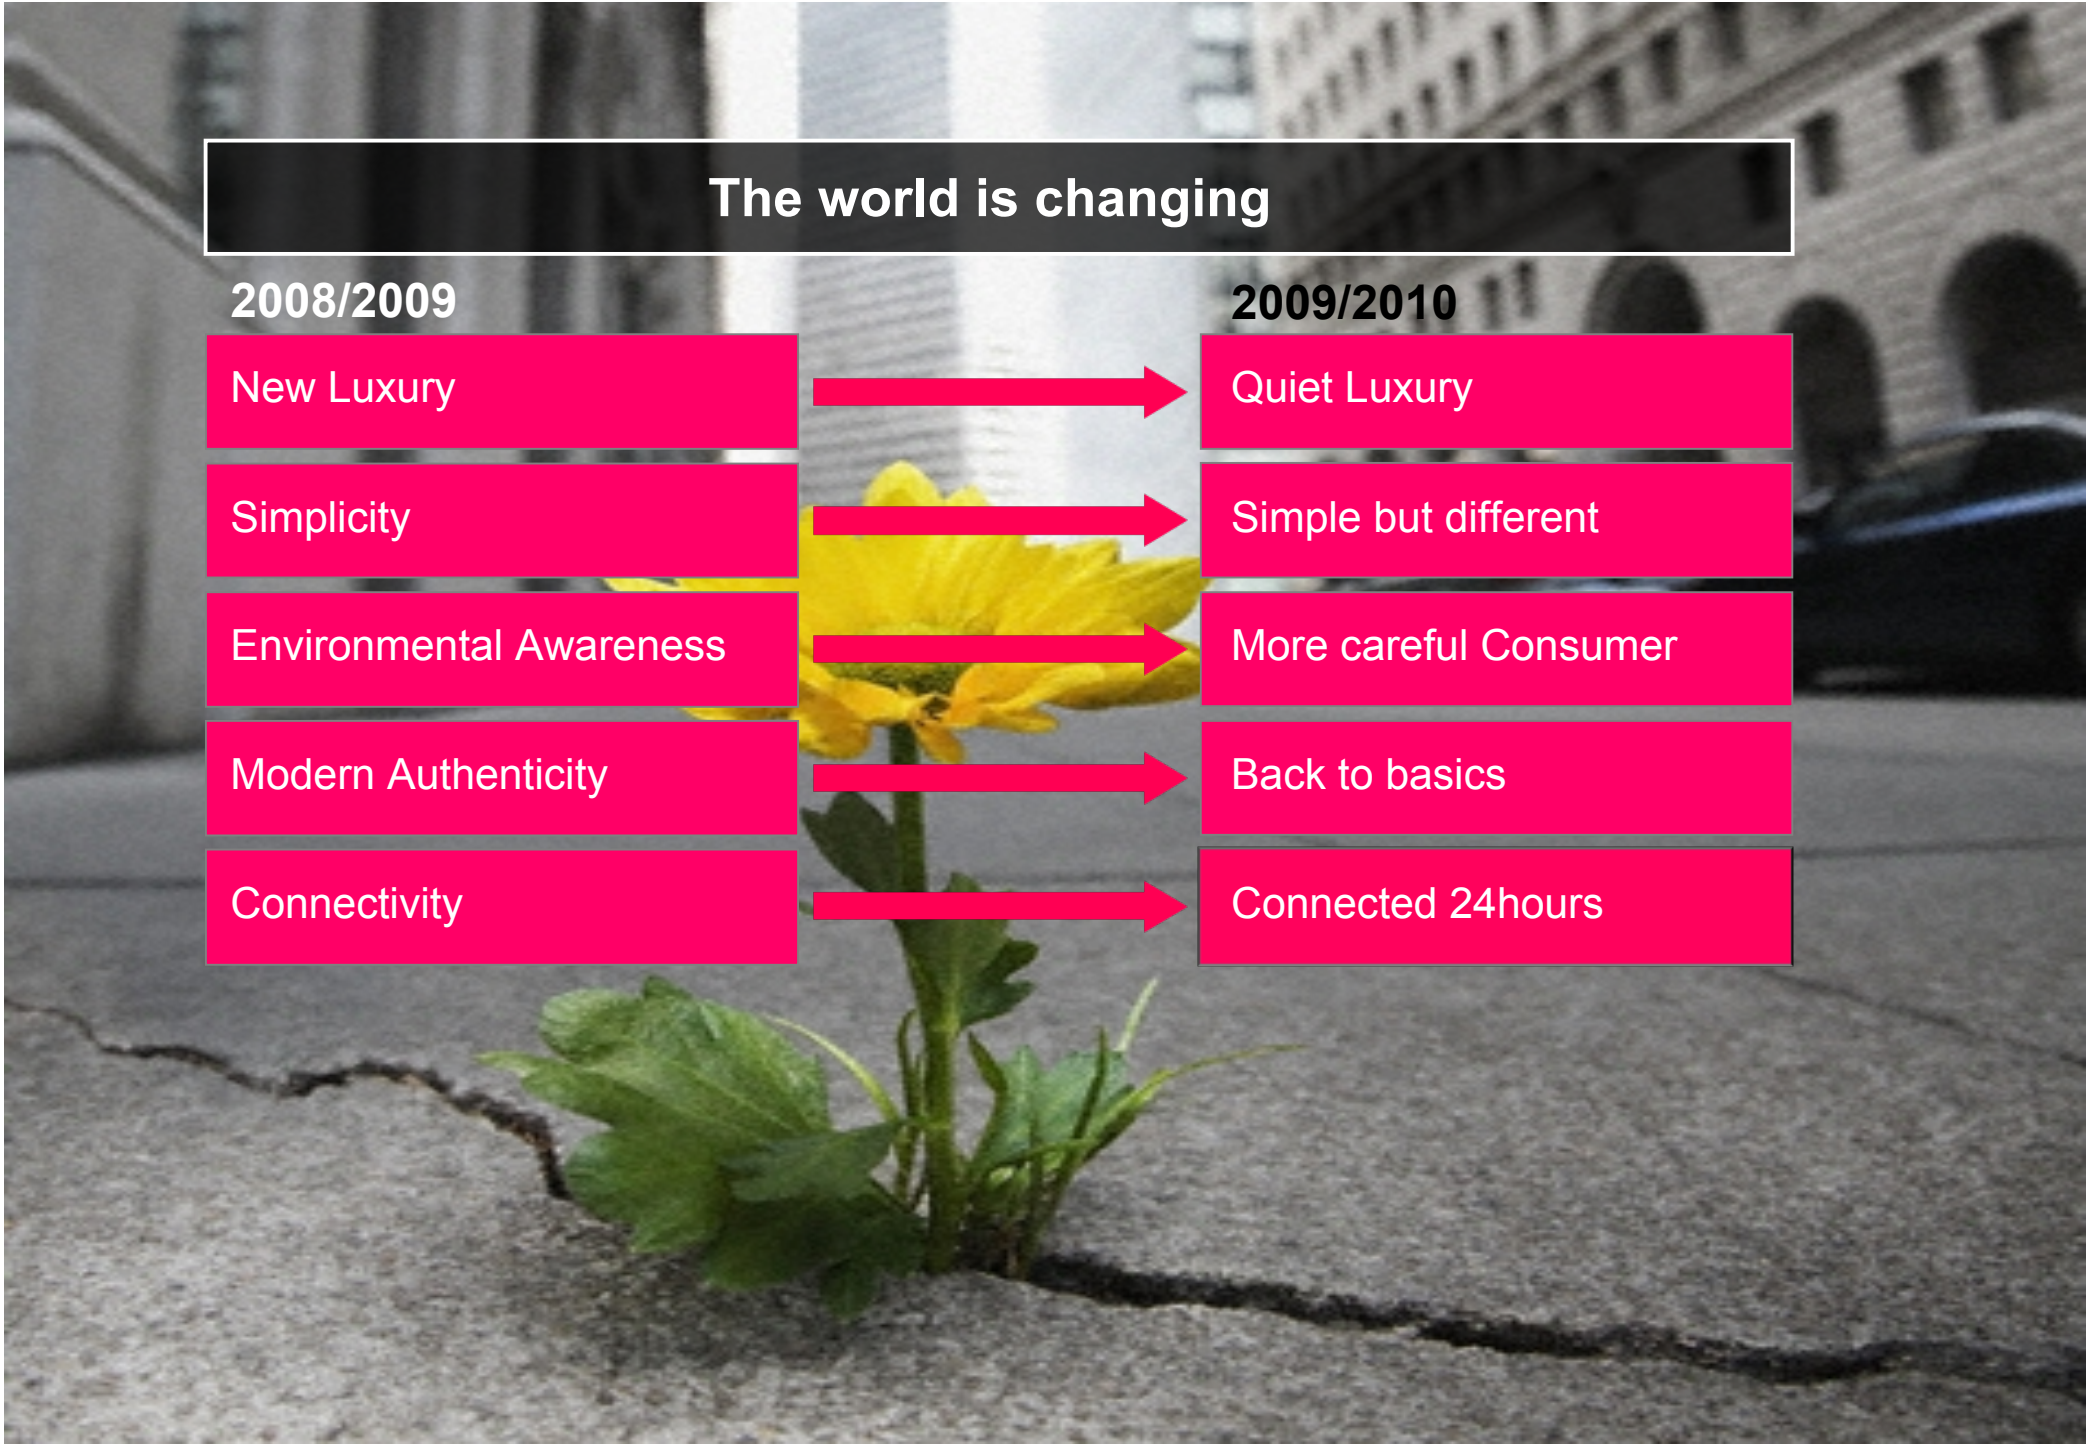 The world is changing
2008/2009
2009/2010
New Luxury
Quiet Luxury
Simplicity
Simple but different
Environmental Awareness
More careful Consumer
Modern Authenticity
Back to basics
Connectivity
Connected 24hours